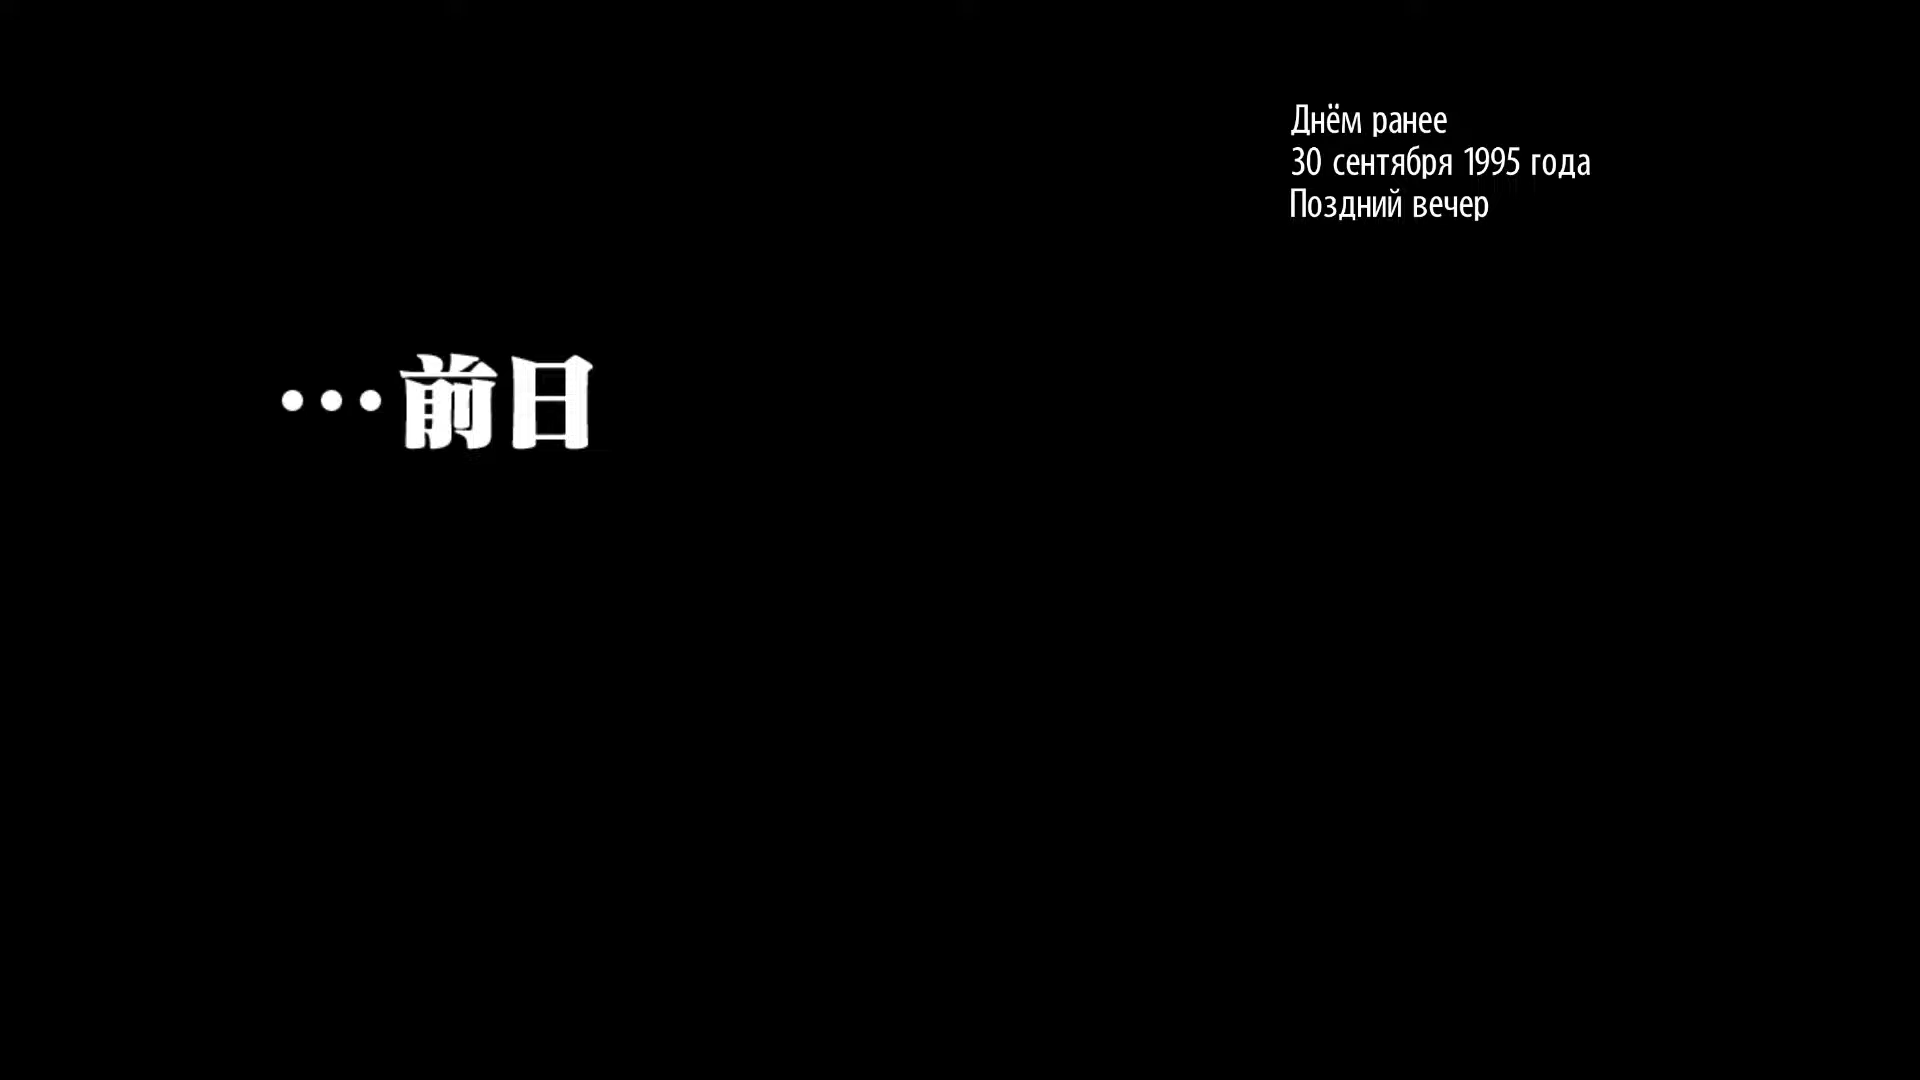 Днём ранее
30 сентября 1995 года
Поздний вечер
…前日